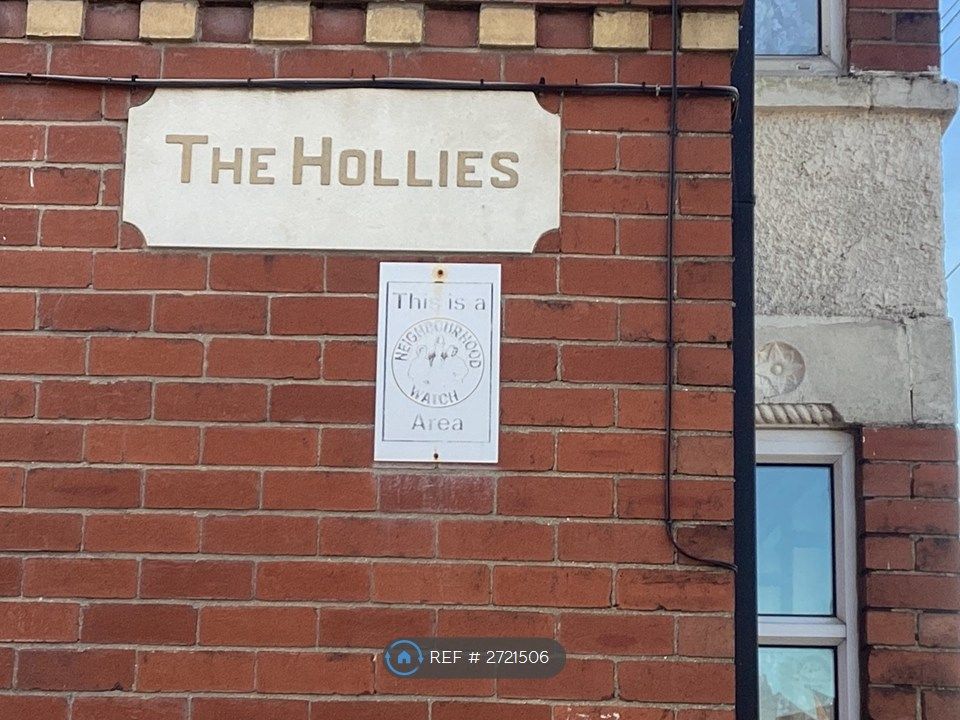 THE HOLLIES
This is a
NEIGHBOURHOOD
WATCH
Area
REF # 2721506